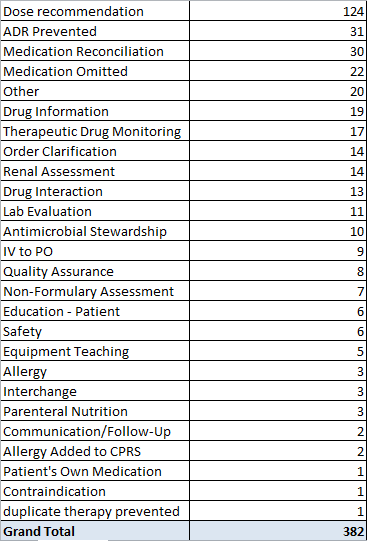 Dose recommendation 124
ADR Prevented 31
Medication Reconciliation 30
Medication Omitted 22
Other 20
Drug Information 19
Therapeutic Drug Monitoring 17
Order Clarification 14
Renal Assessment 14
Drug Interaction 13
Lab Evaluation 11
Antimicrobial Stewardship 10
IV to PO 9
Quality Assurance 8
Non-Formulary Assessment 7
Education - Patient 6
Safety 6
Equipment Teaching 5
Allergy 3
Interchange 3
Parenteral Nutrition 3
Communication/Follow-Up 2
Allergy Added to CPRS 2
Patient's Own Medication 1
Contraindication 1
duplicate therapy prevented 1
Grand Total 382